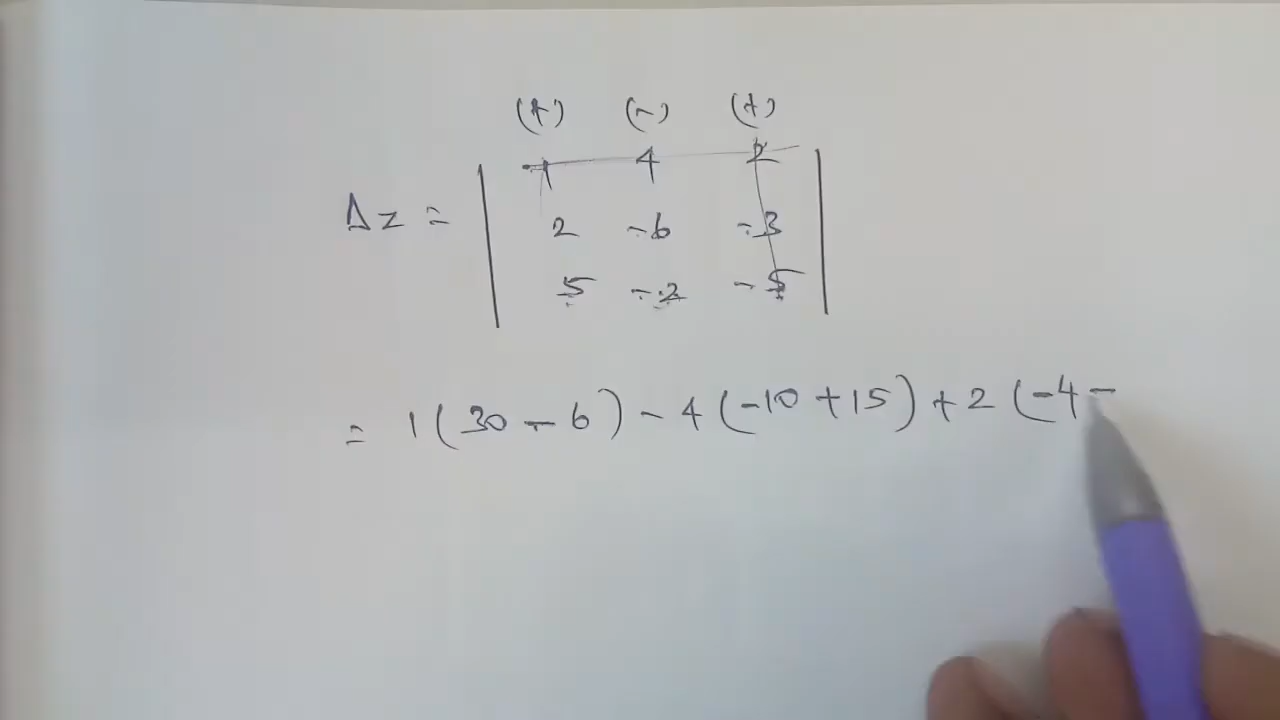 (+) (-) (+)
1 4 2
Δz = 2 -6 -3
5 -2 -5
= 1(30 - 6) - 4(-10 + 15) + 2(-4 -